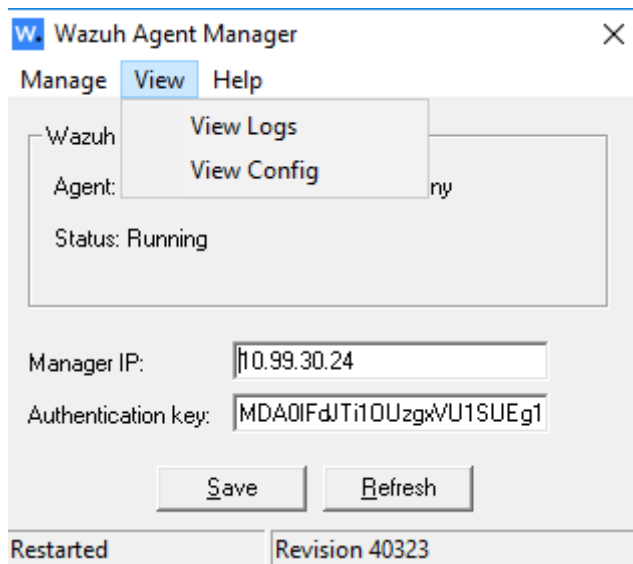 W. Wazuh Agent Manager
Manage View Help
View Logs
View Config
Wazuh
Agent: ny
Status: Running
Manager IP: 10.99.30.24
Authentication key:
Save Refresh
Restarted Revision 40323